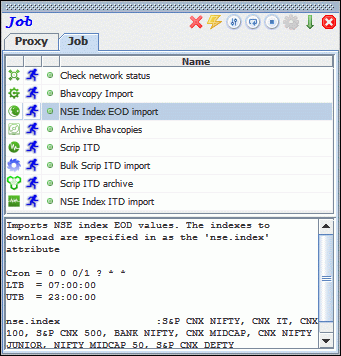 Job
Proxy
Job
Name
Check network status
Bhavcopy Import
NSE Index EOD import
Archive Bhavcopies
Scrip ITD
Bulk Scrip ITD import
Scrip ITD archive
NSE Index ITD import
Imports NSE index EOD values. The indexes to
download are specified in as the 'nse.index'
attribute
Cron = 0 0 0/1 ? * *
LTB  = 07:00:00
UTB  = 23:00:00
nse.index            :S&P CNX NIFTY, CNX IT, CNX
100, S&P CNX 500, BANK NIFTY, CNX MIDCAP, CNX NIFTY
JUNIOR, NIFTY MIDCAP 50, S&P CNX DEFTY